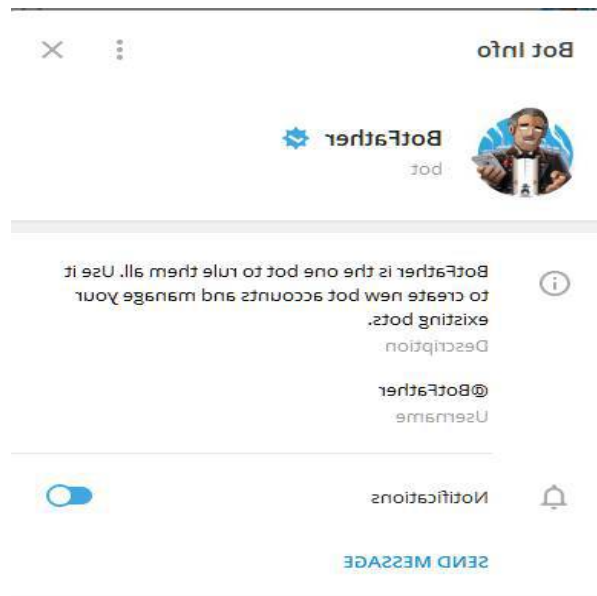 Bot Info
BotFather
bot
BotFather is the one bot to rule them all. Use it
to create new bot accounts and manage your
existing bots.
Description
@BotFather
Username
Notifications
SEND MESSAGE